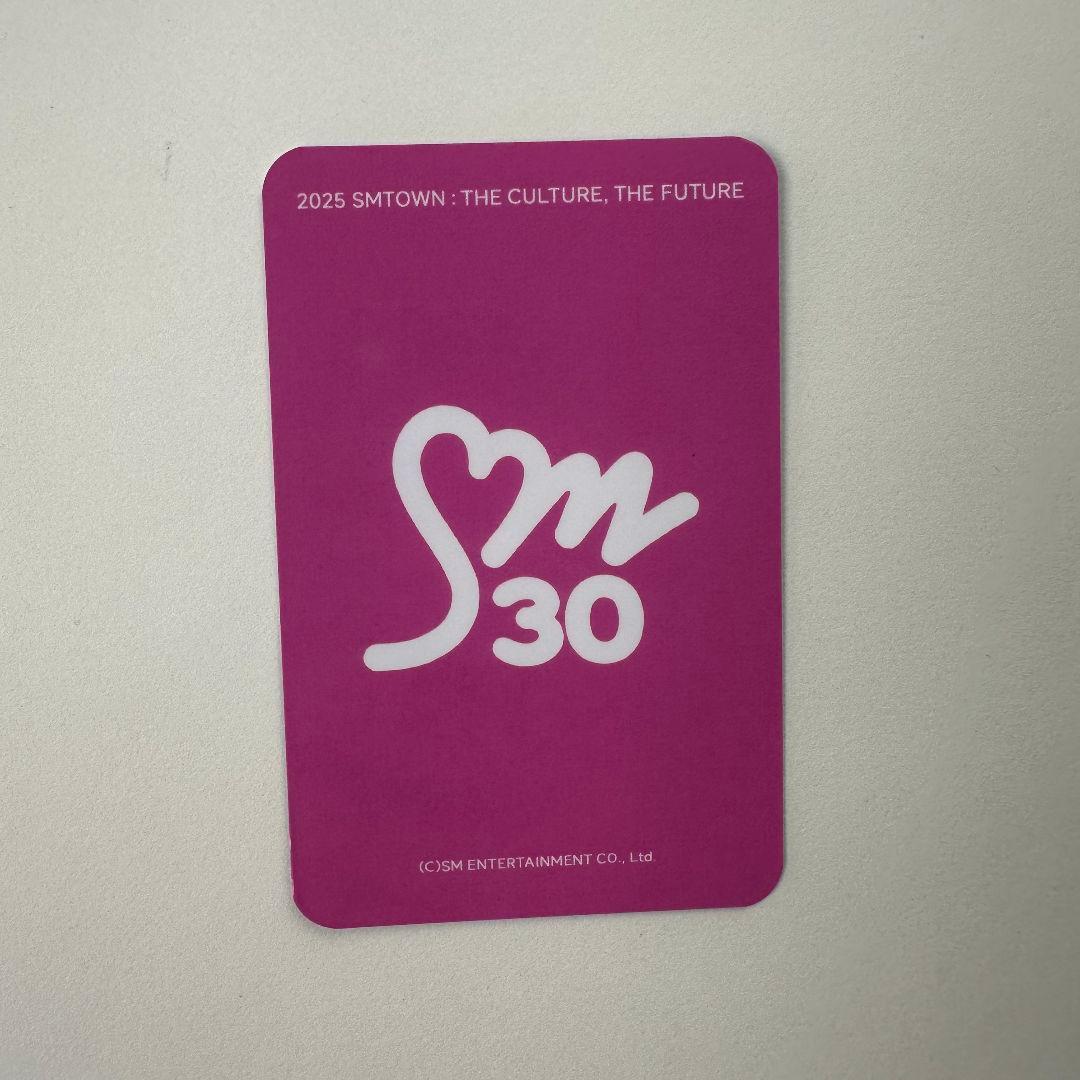 2025 SMTOWN : THE CULTURE, THE FUTURE
Sm
30
(C)SM ENTERTAINMENT CO., Ltd.